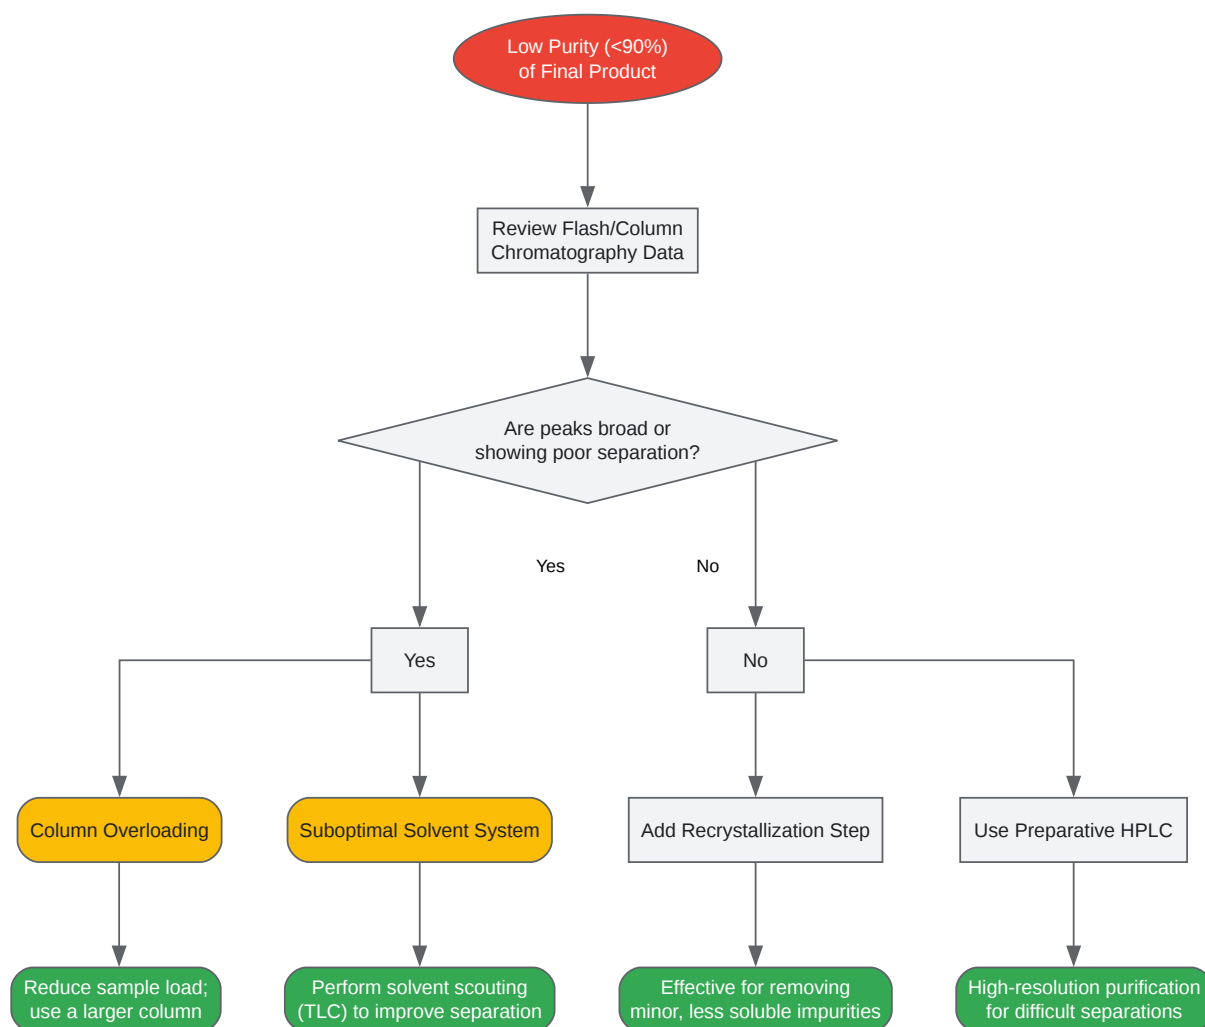 Low Purity (<90%)
of Final Product
Review Flash/Column
Chromatography Data
Are peaks broad or
showing poor separation?
Yes
No
Yes
No
Column Overloading
Suboptimal Solvent System
Add Recrystallization Step
Use Preparative HPLC
Reduce sample load;
use a larger column
Perform solvent scouting
(TLC) to improve separation
Effective for removing
minor, less soluble impurities
High-resolution purification
for difficult separations